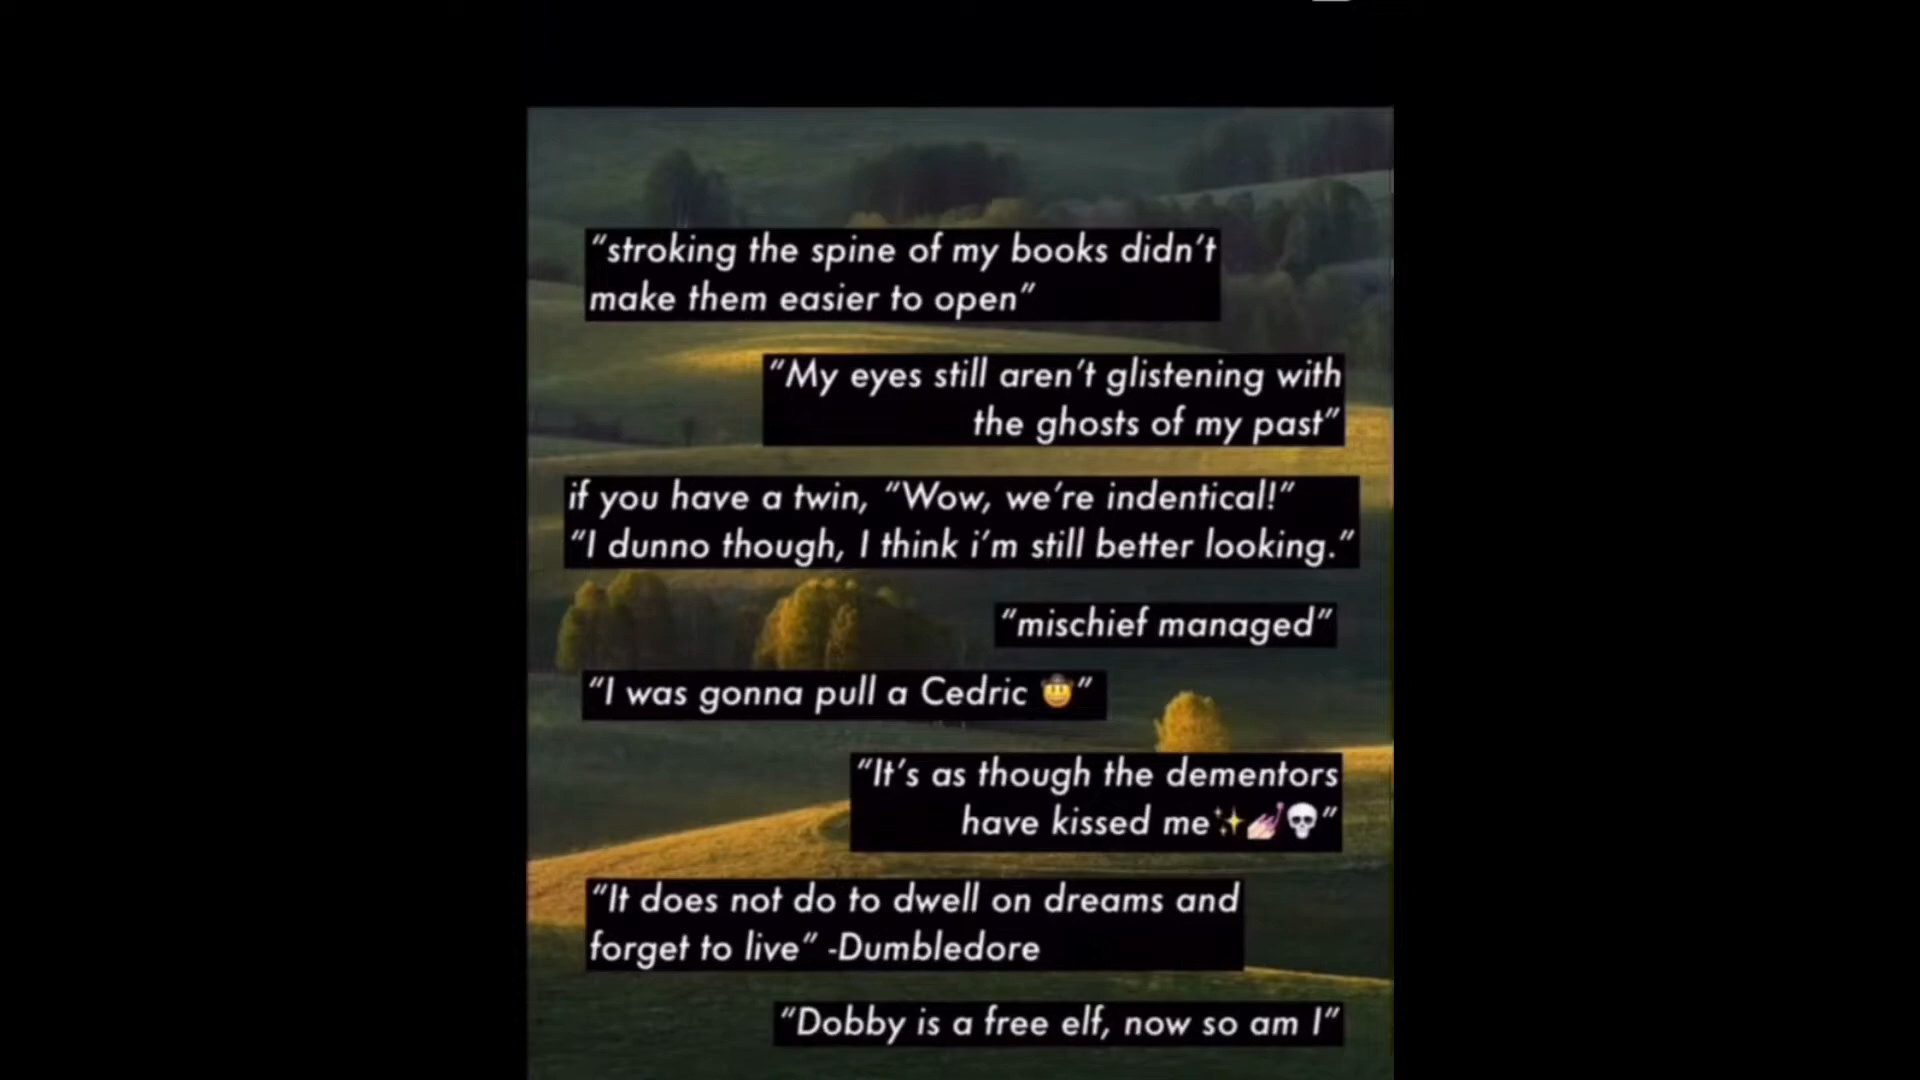 “stroking the spine of my books didn’t
make them easier to open”
“My eyes still aren’t glistening with
the ghosts of my past”
if you have a twin, “Wow, we’re indentical!”
“I dunno though, I think i’m still better looking.”
“mischief managed”
“I was gonna pull a Cedric 🤠”
“It’s as though the dementors
have kissed me✨💅🏻💀”
“It does not do to dwell on dreams and
forget to live” -Dumbledore
“Dobby is a free elf, now so am I”